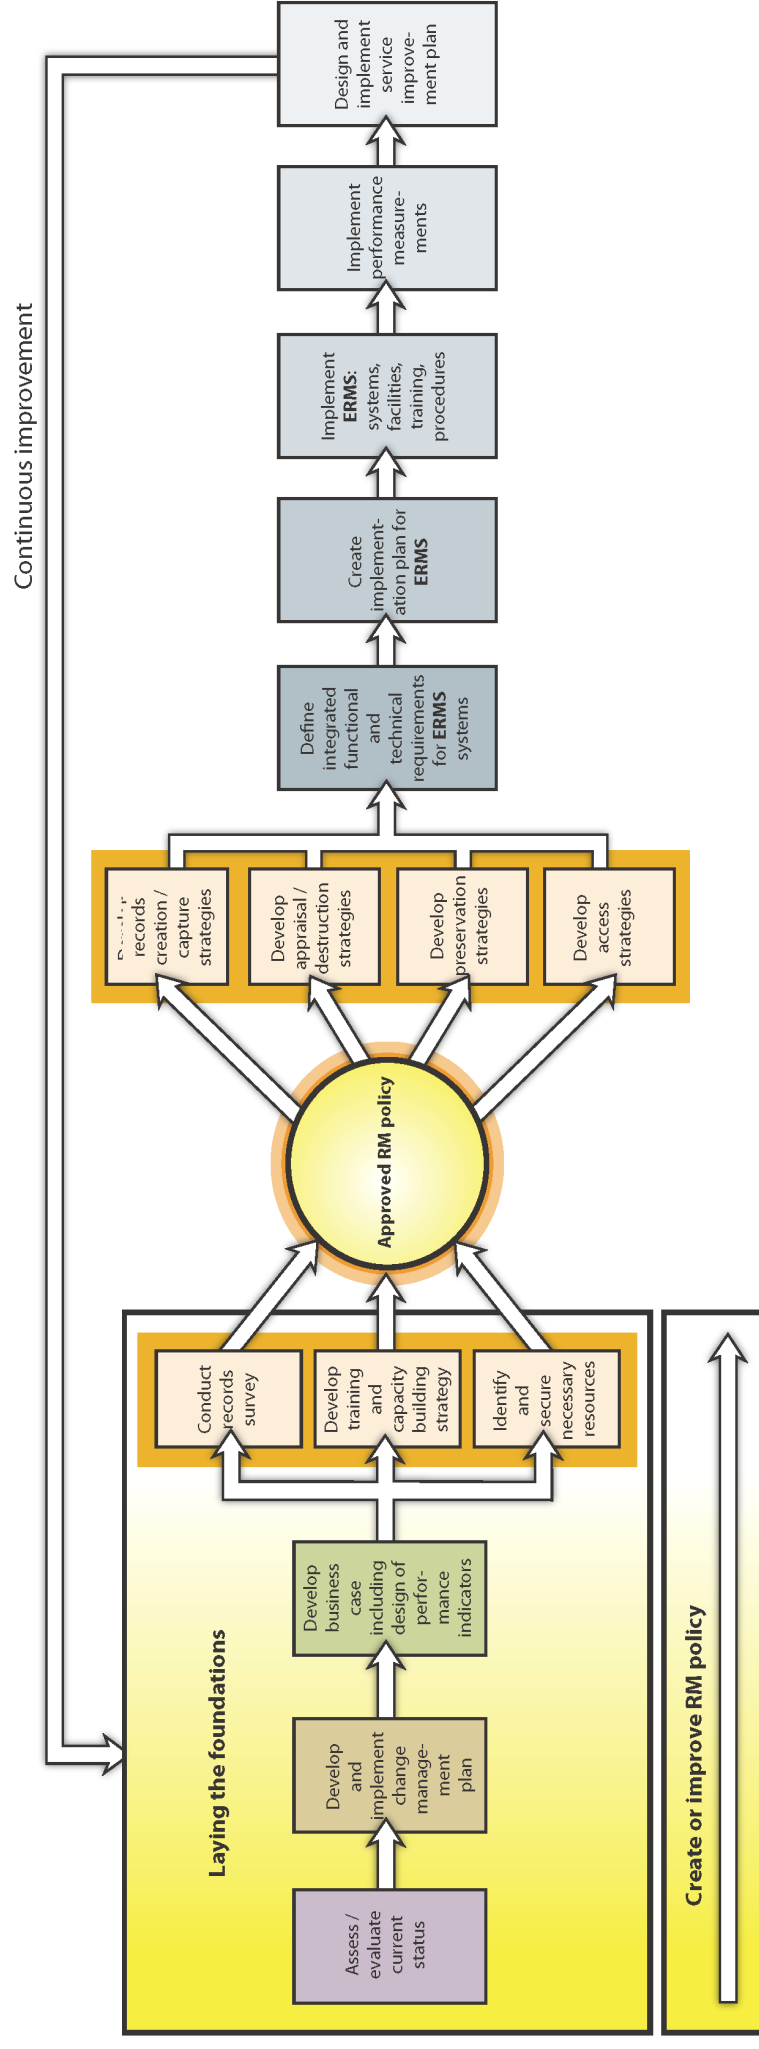 Continuous improvement
Laying the foundations
Assess /
evaluate
current
status
Develop
and
implement
change
manage-
ment
plan
Develop
business
case
including
design of
perfor-
mance
indicators
Conduct
records
survey
Develop
training
and
capacity
building
strategy
Identify
and
secure
necessary
resources
Create or improve RM policy
Approved RM policy
records
creation /
capture
strategies
Develop
appraisal /
destruction
strategies
Develop
preservation
strategies
Develop
access
strategies
Define
integrated
functional
and
technical
requirements
for ERMS
systems
Create
implement-
ation plan for
ERMS
Implement
ERMS:
systems,
facilities,
training,
procedures
Implement
performance
measure-
ments
Design and
implement
service
improve-
ment plan